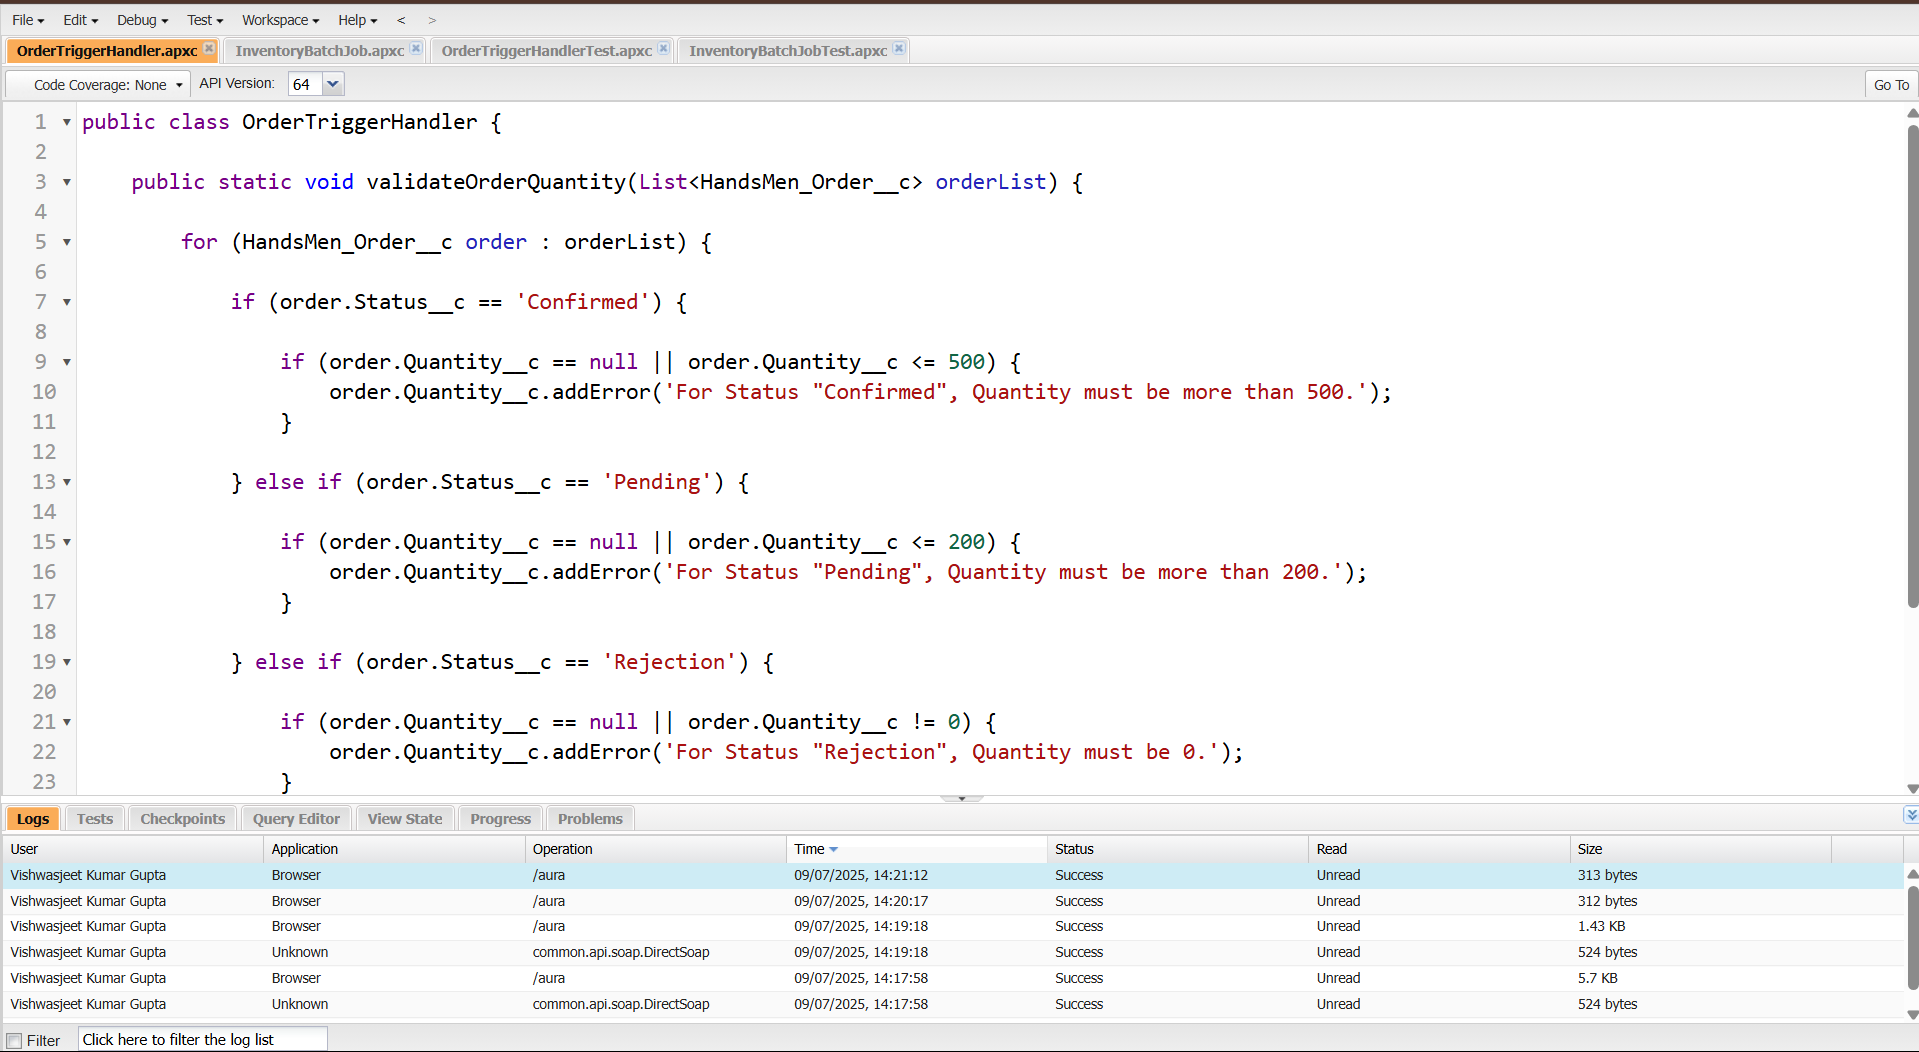 File Edit Debug Test Workspace Help < >
OrderTriggerHandler.apxc InventoryBatchJob.apxc OrderTriggerHandlerTest.apxc InventoryBatchJobTest.apxc
Code Coverage: None API Version: 64 Go To
1 public class OrderTriggerHandler {
2
3 public static void validateOrderQuantity(List<HandsMen_Order__c> orderList) {
4
5 for (HandsMen_Order__c order : orderList) {
6
7 if (order.Status__c == 'Confirmed') {
8
9 if (order.Quantity__c == null || order.Quantity__c <= 500) {
10 order.Quantity__c.addError('For Status "Confirmed", Quantity must be more than 500.');
11 }
12
13 } else if (order.Status__c == 'Pending') {
14
15 if (order.Quantity__c == null || order.Quantity__c <= 200) {
16 order.Quantity__c.addError('For Status "Pending", Quantity must be more than 200.');
17 }
18
19 } else if (order.Status__c == 'Rejection') {
20
21 if (order.Quantity__c == null || order.Quantity__c != 0) {
22 order.Quantity__c.addError('For Status "Rejection", Quantity must be 0.');
23 }
Logs Tests Checkpoints Query Editor View State Progress Problems
User Application Operation Time Status Read Size
Vishwasjeet Kumar Gupta Browser /aura 09/07/2025, 14:21:12 Success Unread 313 bytes
Vishwasjeet Kumar Gupta Browser /aura 09/07/2025, 14:20:17 Success Unread 312 bytes
Vishwasjeet Kumar Gupta Browser /aura 09/07/2025, 14:19:18 Success Unread 1.43 KB
Vishwasjeet Kumar Gupta Unknown common.api.soap.DirectSoap 09/07/2025, 14:19:18 Success Unread 524 bytes
Vishwasjeet Kumar Gupta Browser /aura 09/07/2025, 14:17:58 Success Unread 5.7 KB
Vishwasjeet Kumar Gupta Unknown common.api.soap.DirectSoap 09/07/2025, 14:17:58 Success Unread 524 bytes
Filter Click here to filter the log list